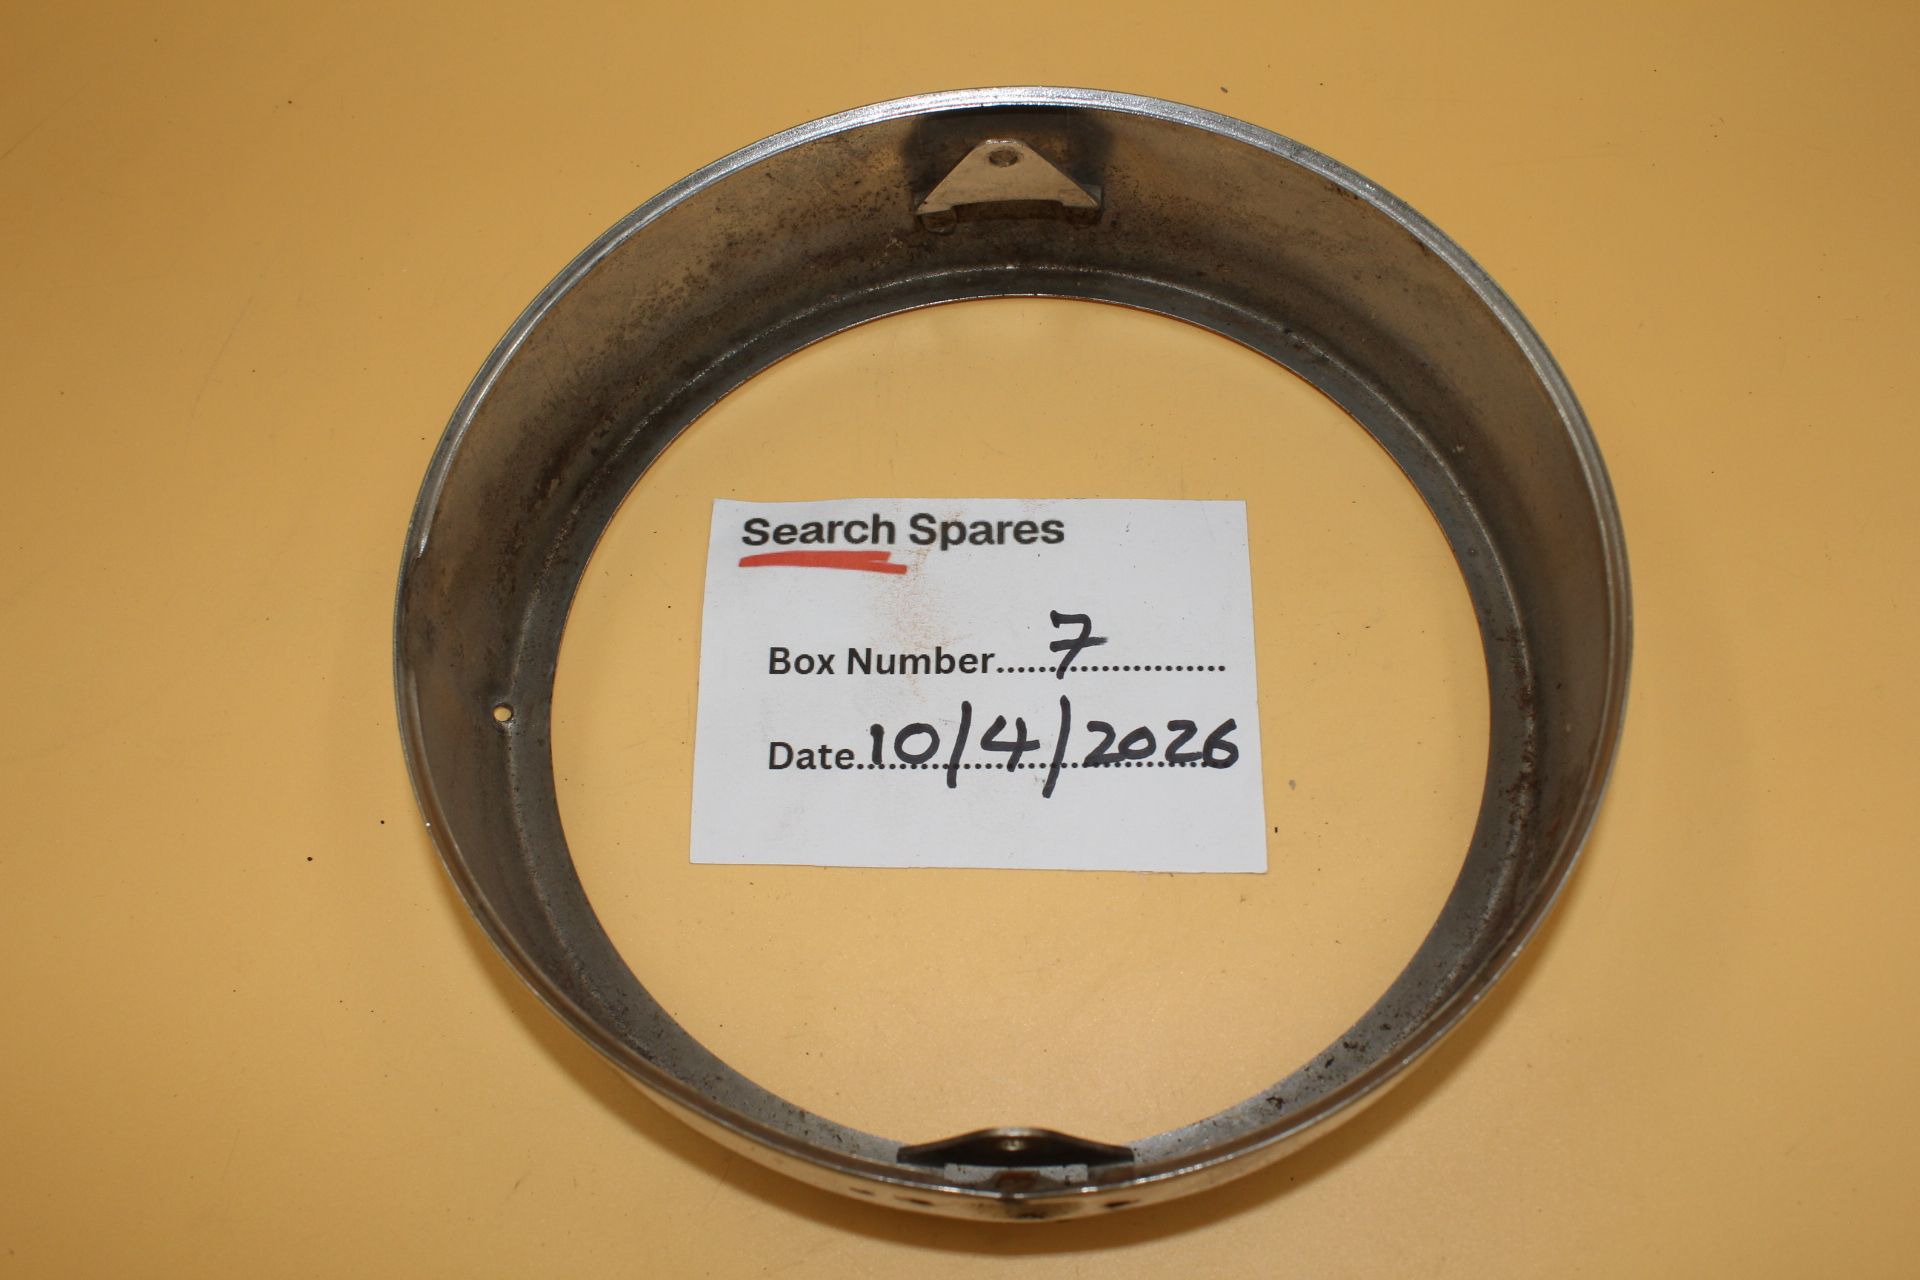 Search Spares
Box Number......7......................
Date..10/4/2026